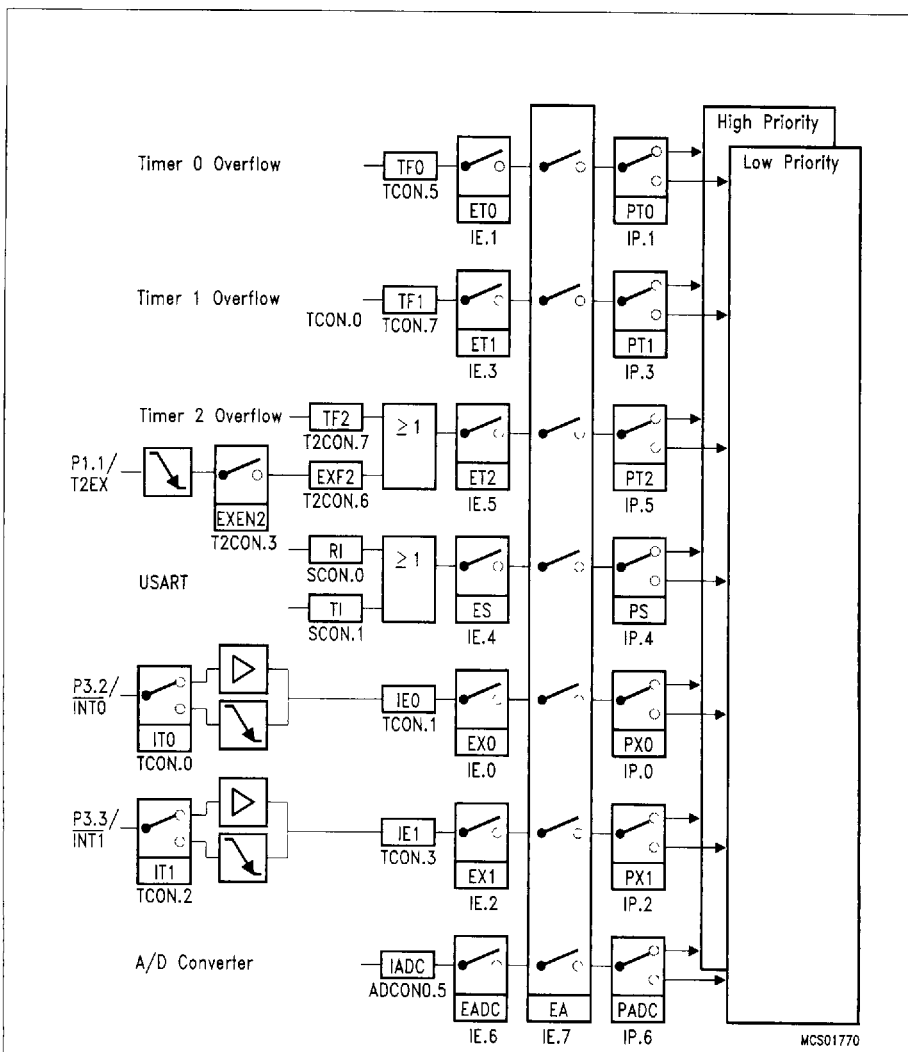 High Priority
Low Priority
Timer 0 Overflow
TF0
TCON.5
ET0
IE.1
PT0
IP.1
Timer 1 Overflow
TCON.0
TF1
TCON.7
ET1
IE.3
PT1
IP.3
Timer 2 Overflow
TF2
T2CON.7
≥1
P1.1/
T2EX
EXEN2
T2CON.3
EXF2
T2CON.6
ET2
IE.5
PT2
IP.5
USART
RI
SCON.0
≥1
TI
SCON.1
ES
IE.4
PS
IP.4
P3.2/
INT0
IT0
TCON.0
IE0
TCON.1
EX0
IE.0
PX0
IP.0
P3.3/
INT1
IT1
TCON.2
IE1
TCON.3
EX1
IE.2
PX1
IP.2
A/D Converter
IADC
ADCON0.5
EADC
IE.6
EA
IE.7
PADC
IP.6
MCS01770